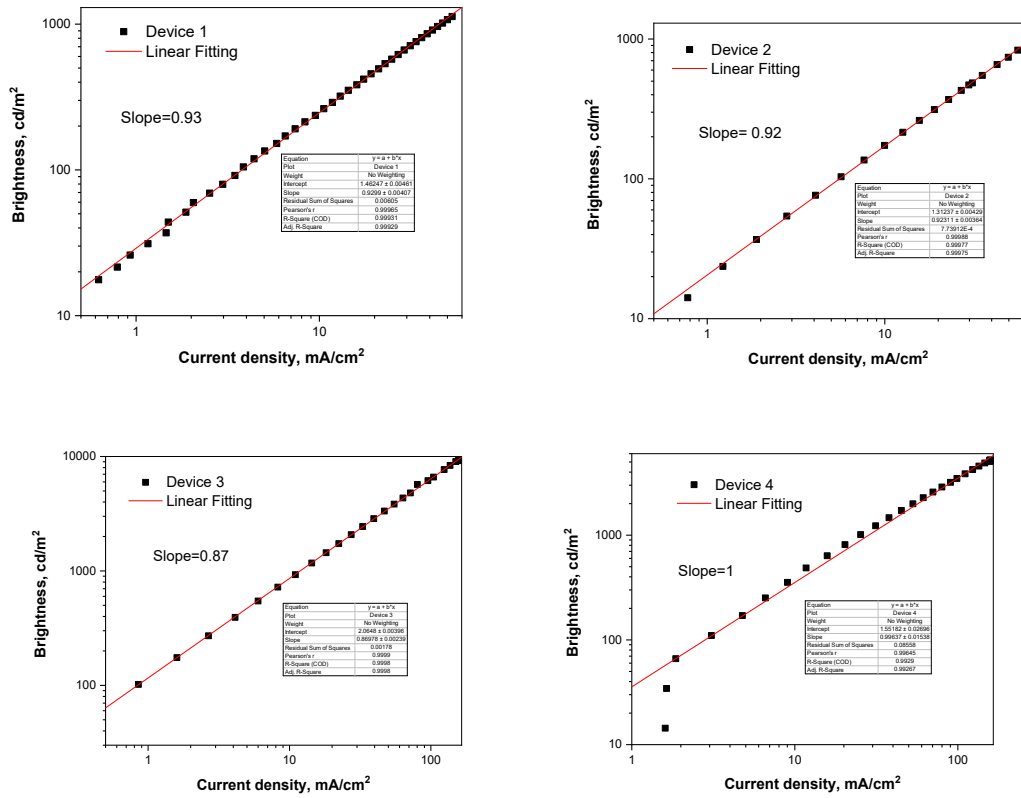 1000
100
10
Brightness, cd/m²
Device 1
Linear Fitting
Slope=0.93
Equation y = a + b*x
Plot Device 1
Weight No Weighting
Intercept 1.46247 ± 0.00461
Slope 0.9299 ± 0.00407
Residual Sum of Squares 0.00605
Pearson's r 0.99965
R-Square (COD) 0.99931
Adj. R-Square 0.99929
1 10
Current density, mA/cm²
1000
100
10
Brightness, cd/m²
Device 2
Linear Fitting
Slope= 0.92
Equation y = a + b*x
Plot Device 2
Weight No Weighting
Intercept 1.31237 ± 0.00429
Slope 0.92311 ± 0.00364
Residual Sum of Squares 7.73912E-4
Pearson's r 0.99988
R-Square (COD) 0.99977
Adj. R-Square 0.99975
1 10
Current density, mA/cm²
10000
1000
100
Brightness, cd/m²
Device 3
Linear Fitting
Slope=0.87
Equation y = a + b*x
Plot Device 3
Weight No Weighting
Intercept 2.0648 ± 0.00396
Slope 0.86978 ± 0.00239
Residual Sum of Squares 0.00178
Pearson's r 0.9999
R-Square (COD) 0.9998
Adj. R-Square 0.9998
1 10 100
Current density, mA/cm²
1000
100
10
Brightness, cd/m²
Device 4
Linear Fitting
Slope=1
Equation y = a + b*x
Plot Device 4
Weight No Weighting
Intercept 1.55182 ± 0.02696
Slope 0.99637 ± 0.01538
Residual Sum of Squares 0.08558
Pearson's r 0.99645
R-Square (COD) 0.9929
Adj. R-Square 0.99267
1 10 100
Current density, mA/cm²